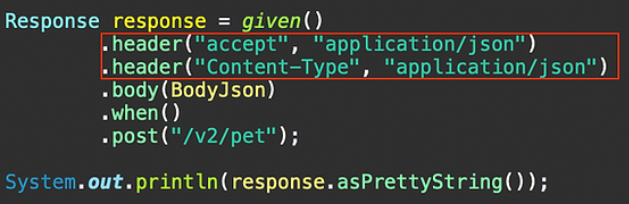 Response response = given()
.header("accept", "application/json")
.header("Content-Type", "application/json")
.body(BodyJson)
.when()
.post("/v2/pet");
System.out.println(response.asPrettyString());